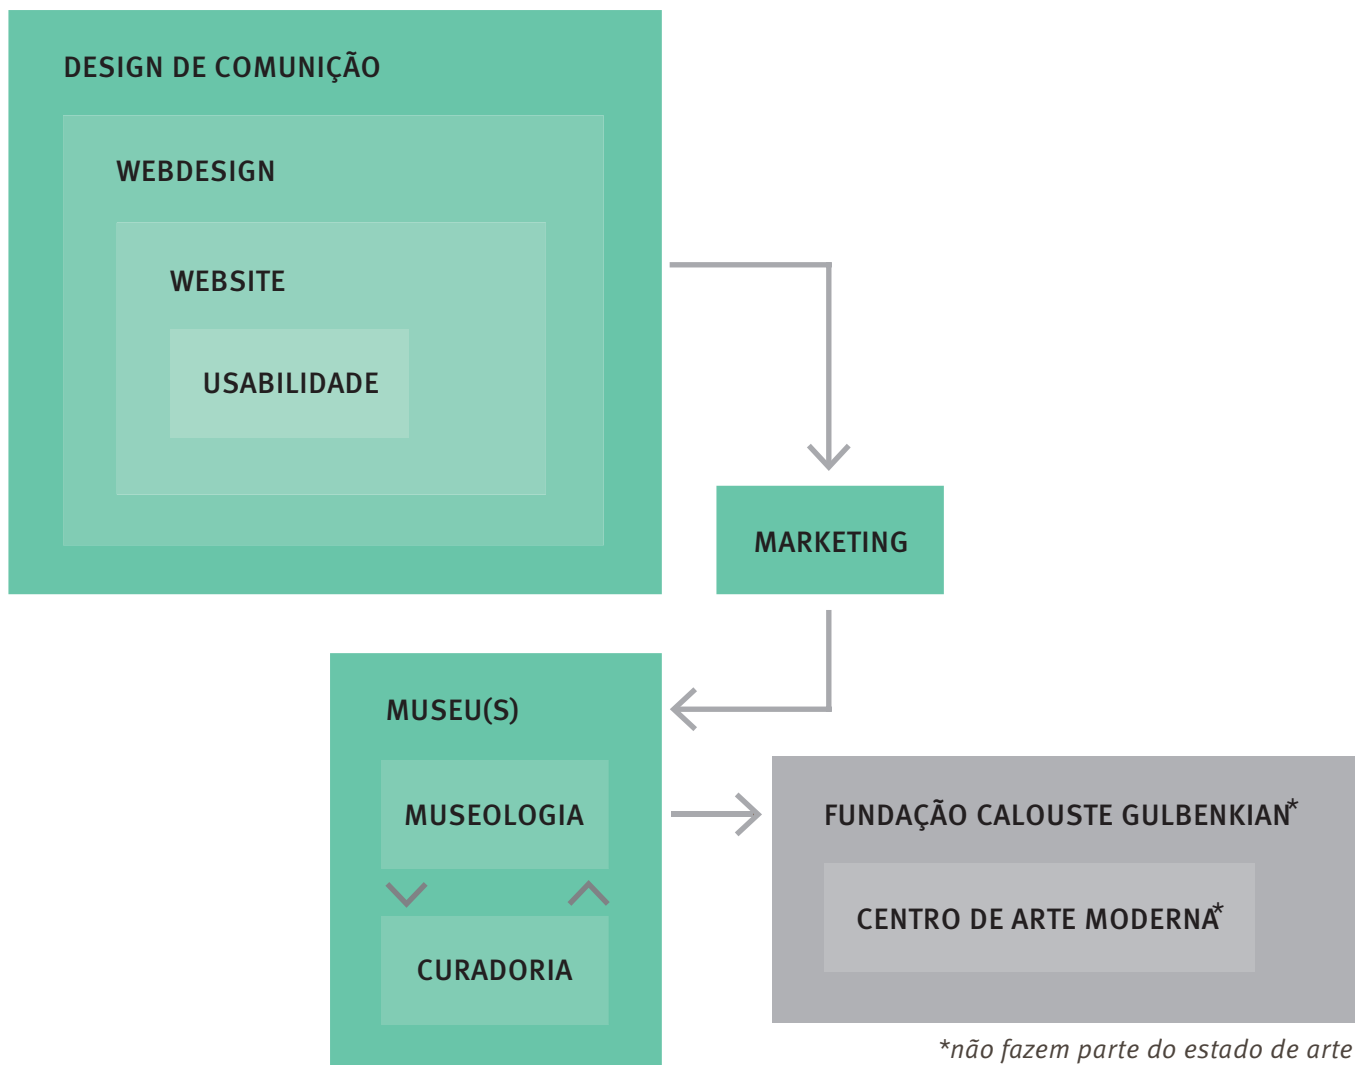 DESIGN DE COMUNIÇÃO
WEBDESIGN
WEBSITE
USABILIDADE
MARKETING
MUSEU(S)
MUSEOLOGIA
CURADORIA
FUNDAÇÃO CALOUSTE GULBENKIAN*
CENTRO DE ARTE MODERNA*
*não fazem parte do estado de arte